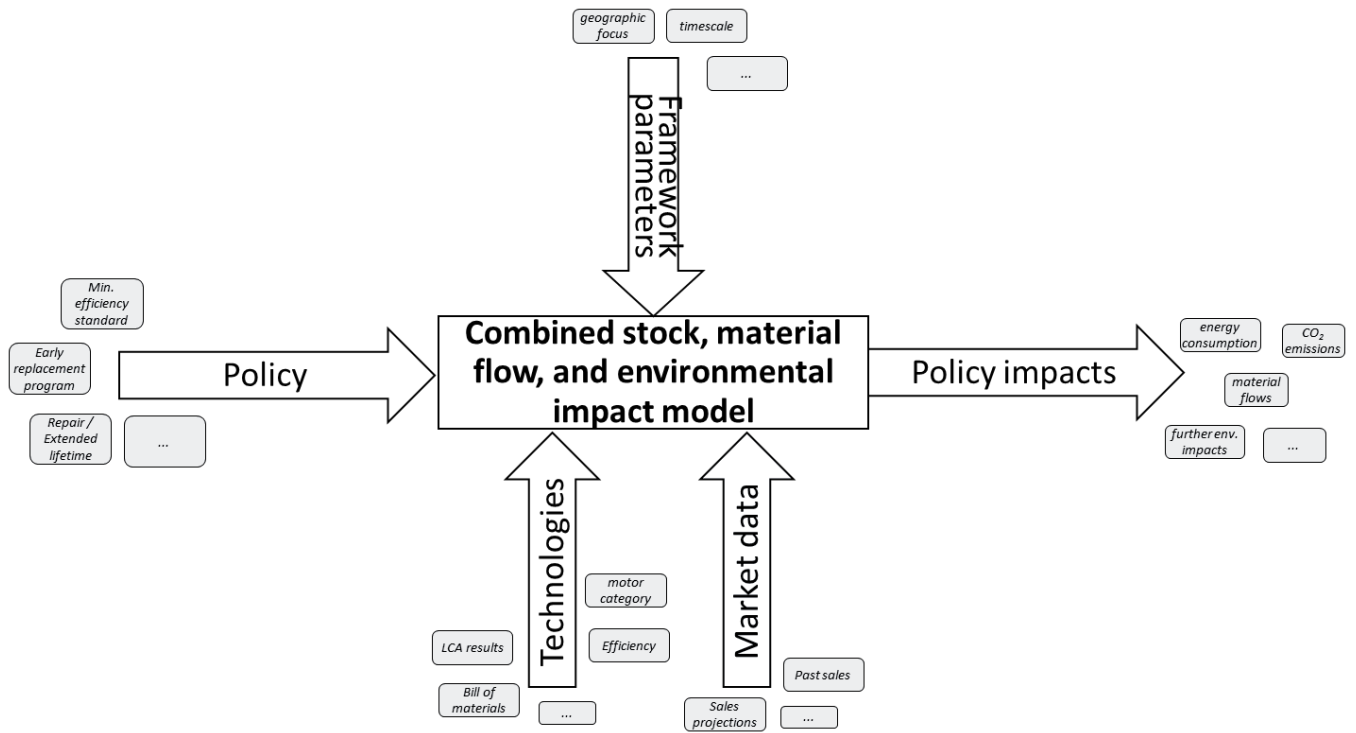 geographic
focus
timescale
...
Framework
parameters
Min.
efficiency
standard
Early
replacement
program
Repair /
Extended
lifetime
...
Policy
Combined stock, material
flow, and environmental
impact model
Policy impacts
energy
consumption
CO₂
emissions
material
flows
further env.
impacts
...
Technologies
motor
category
LCA results
Efficiency
Bill of
materials
...
Market data
Past sales
Sales
projections
...